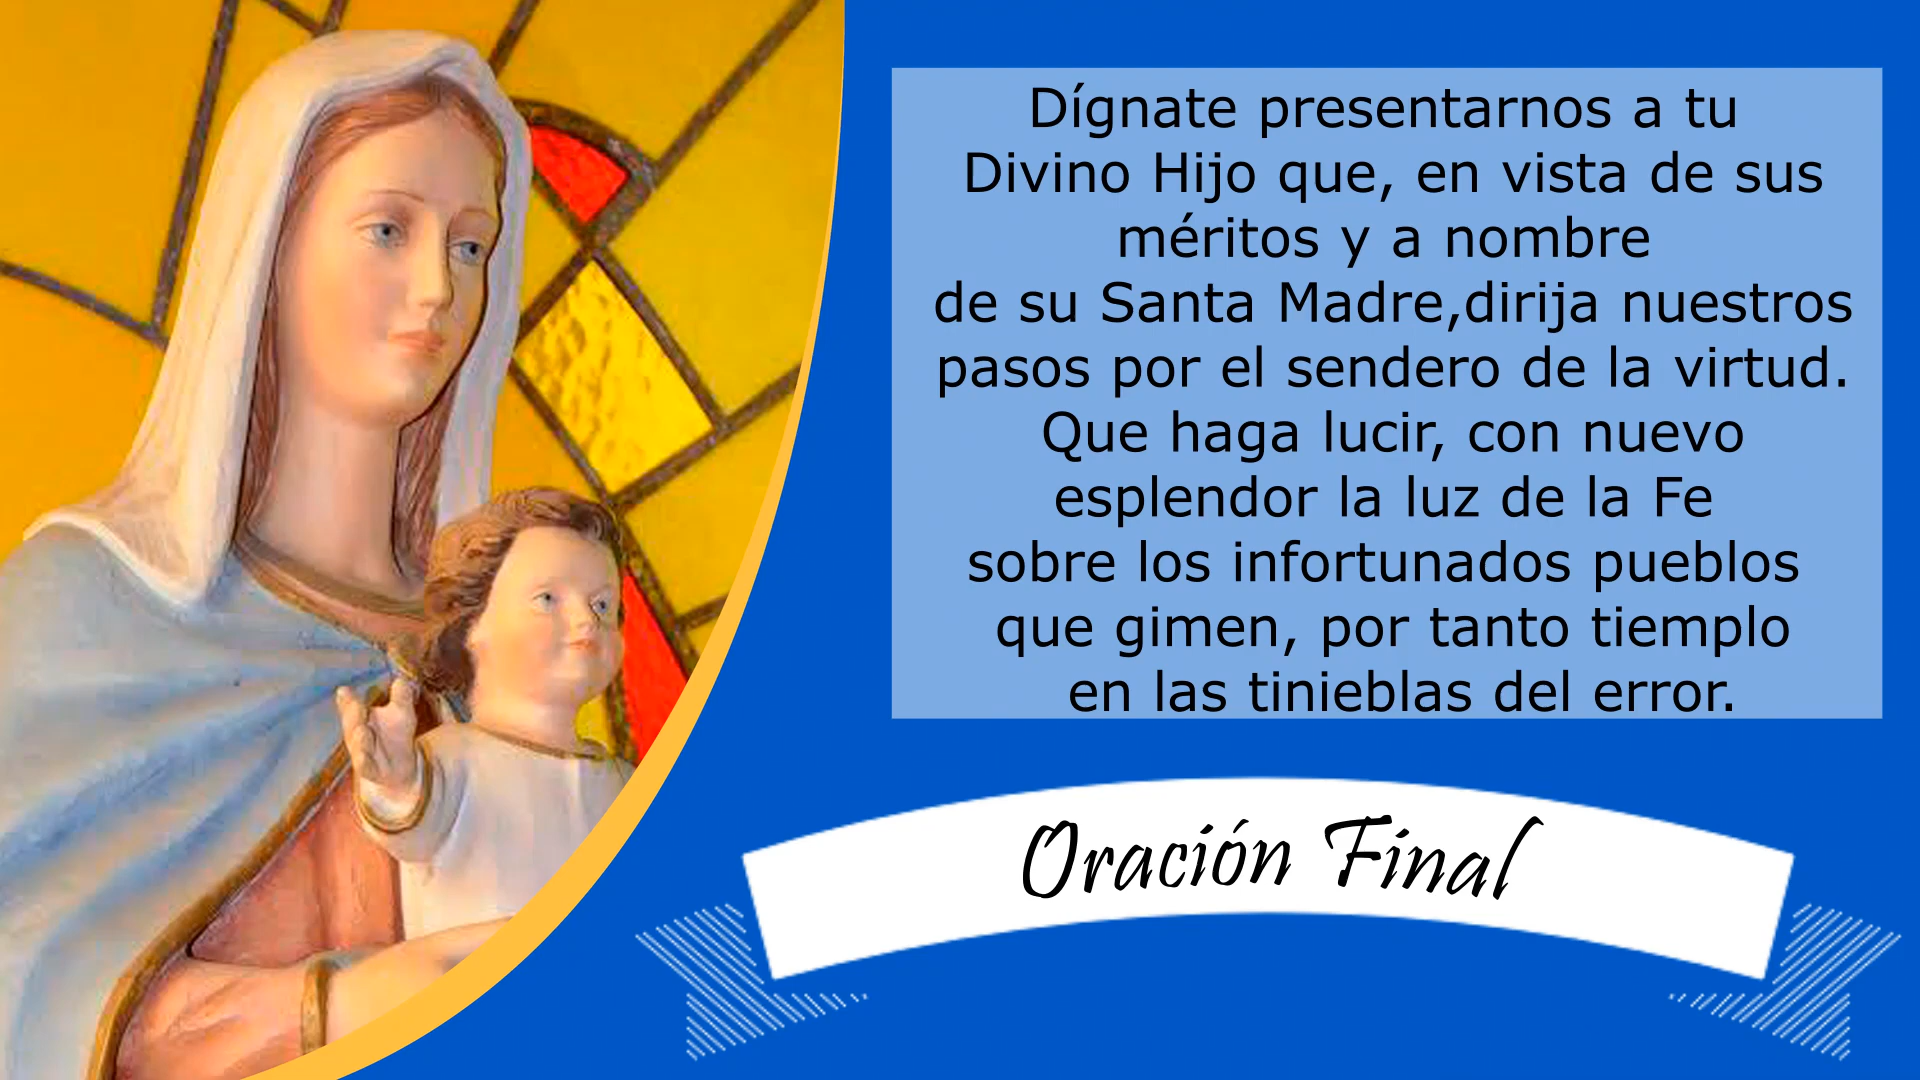 Dígnate presentarnos a tu
Divino Hijo que, en vista de sus
méritos y a nombre
de su Santa Madre,dirija nuestros
pasos por el sendero de la virtud.
Que haga lucir, con nuevo
esplendor la luz de la Fe
sobre los infortunados pueblos
que gimen, por tanto tiemplo
en las tinieblas del error.
Oración Final